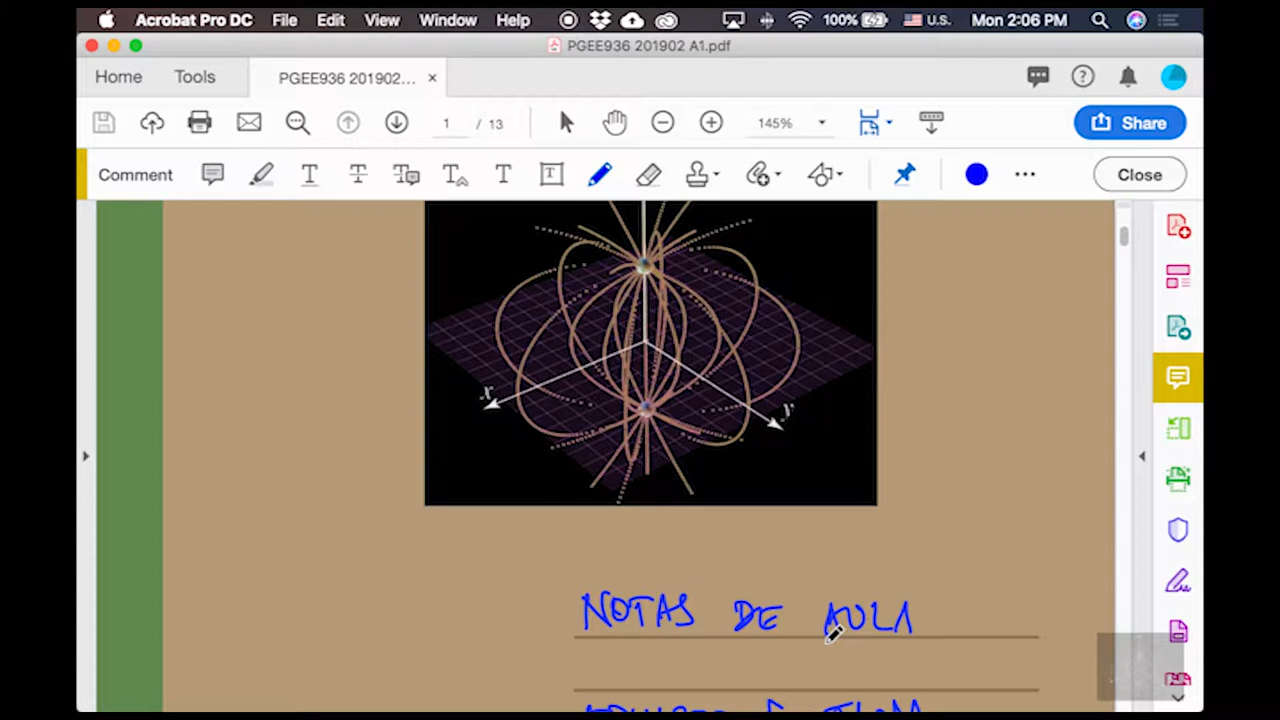 Acrobat Pro DC File Edit View Window Help 100% U.S. Mon 2:06 PM
PGEE936 201902 A1.pdf
Home Tools PGEE936 201902... ×
1 / 13 145% Share
Comment Close
x y
NOTAS DE AULA